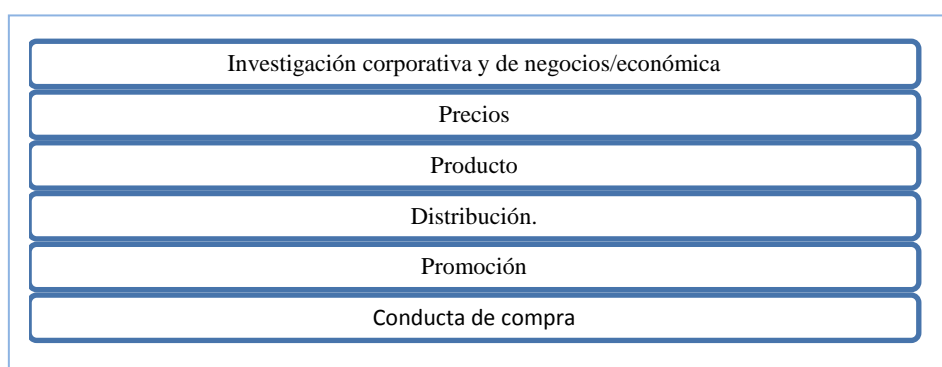 Investigación corporativa y de negocios/económica
Precios
Producto
Distribución.
Promoción
Conducta de compra